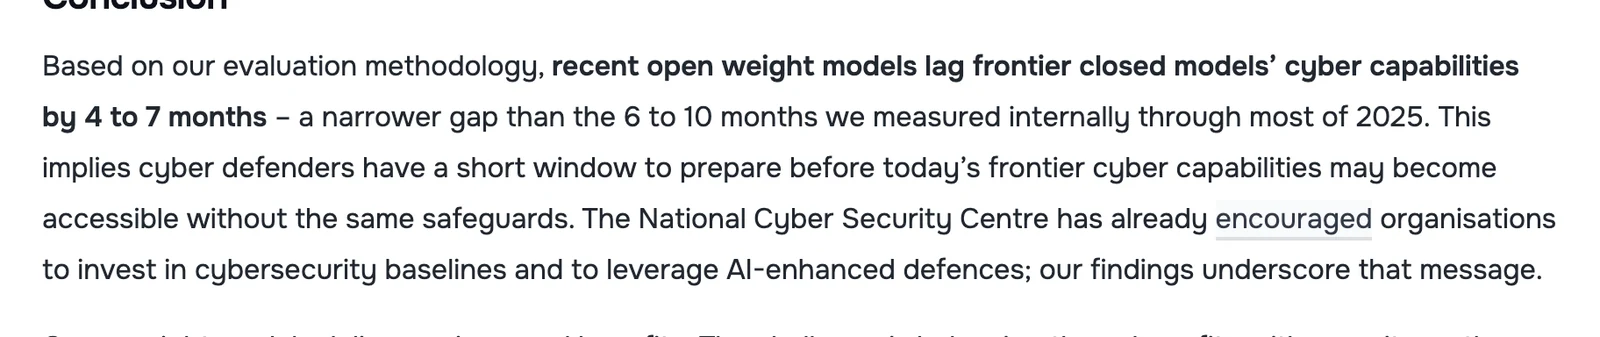 Conclusion
Based on our evaluation methodology, recent open weight models lag frontier closed models’ cyber capabilities
by 4 to 7 months – a narrower gap than the 6 to 10 months we measured internally through most of 2025. This
implies cyber defenders have a short window to prepare before today’s frontier cyber capabilities may become
accessible without the same safeguards. The National Cyber Security Centre has already encouraged organisations
to invest in cybersecurity baselines and to leverage AI-enhanced defences; our findings underscore that message.